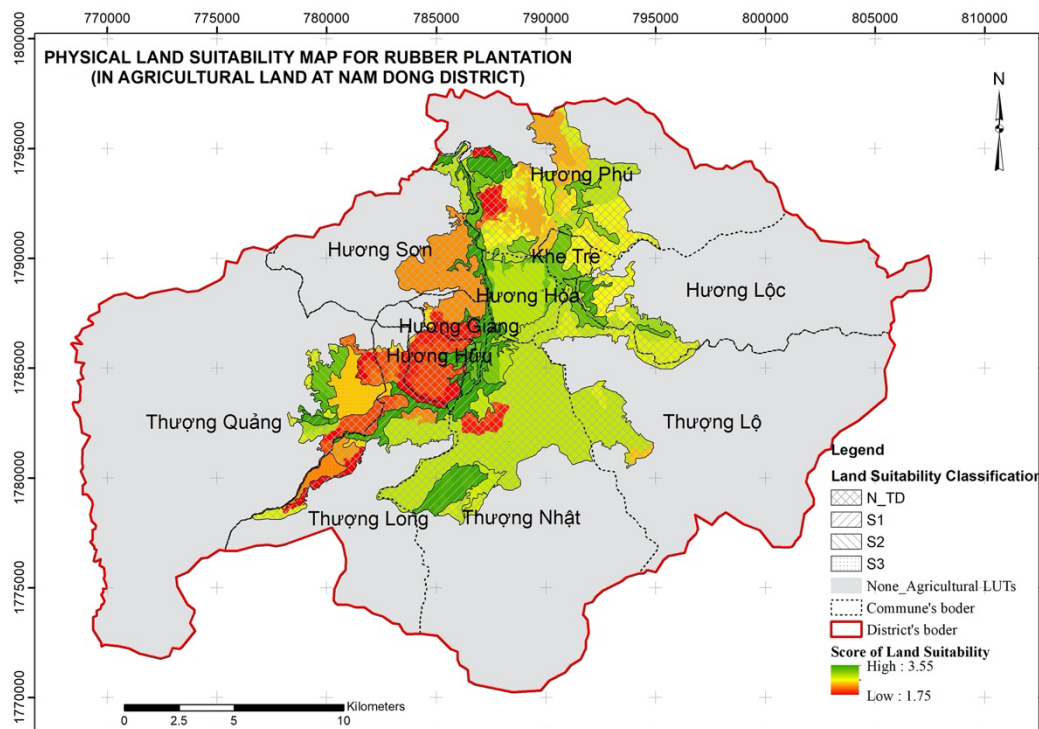 770000 775000 780000 785000 790000 795000 800000 805000 810000
PHYSICAL LAND SUITABILITY MAP FOR RUBBER PLANTATION
(IN AGRICULTURAL LAND AT NAM DONG DISTRICT)
N
1800000
1795000
1790000
1785000
1780000
1775000
1770000
Hương Phú
Hương Sơn
Khe Tre
Hương Lộc
Hương Hòa
Hương Giang
Hương Hữu
Thượng Quảng
Thượng Lộ
Thượng Long
Thượng Nhật
Legend
Land Suitability Classification
N_TD
S1
S2
S3
None_Agricultural LUTs
Commune's boder
District's boder
Score of Land Suitability
High : 3.55
Low : 1.75
Kilometers
0 2.5 5 10